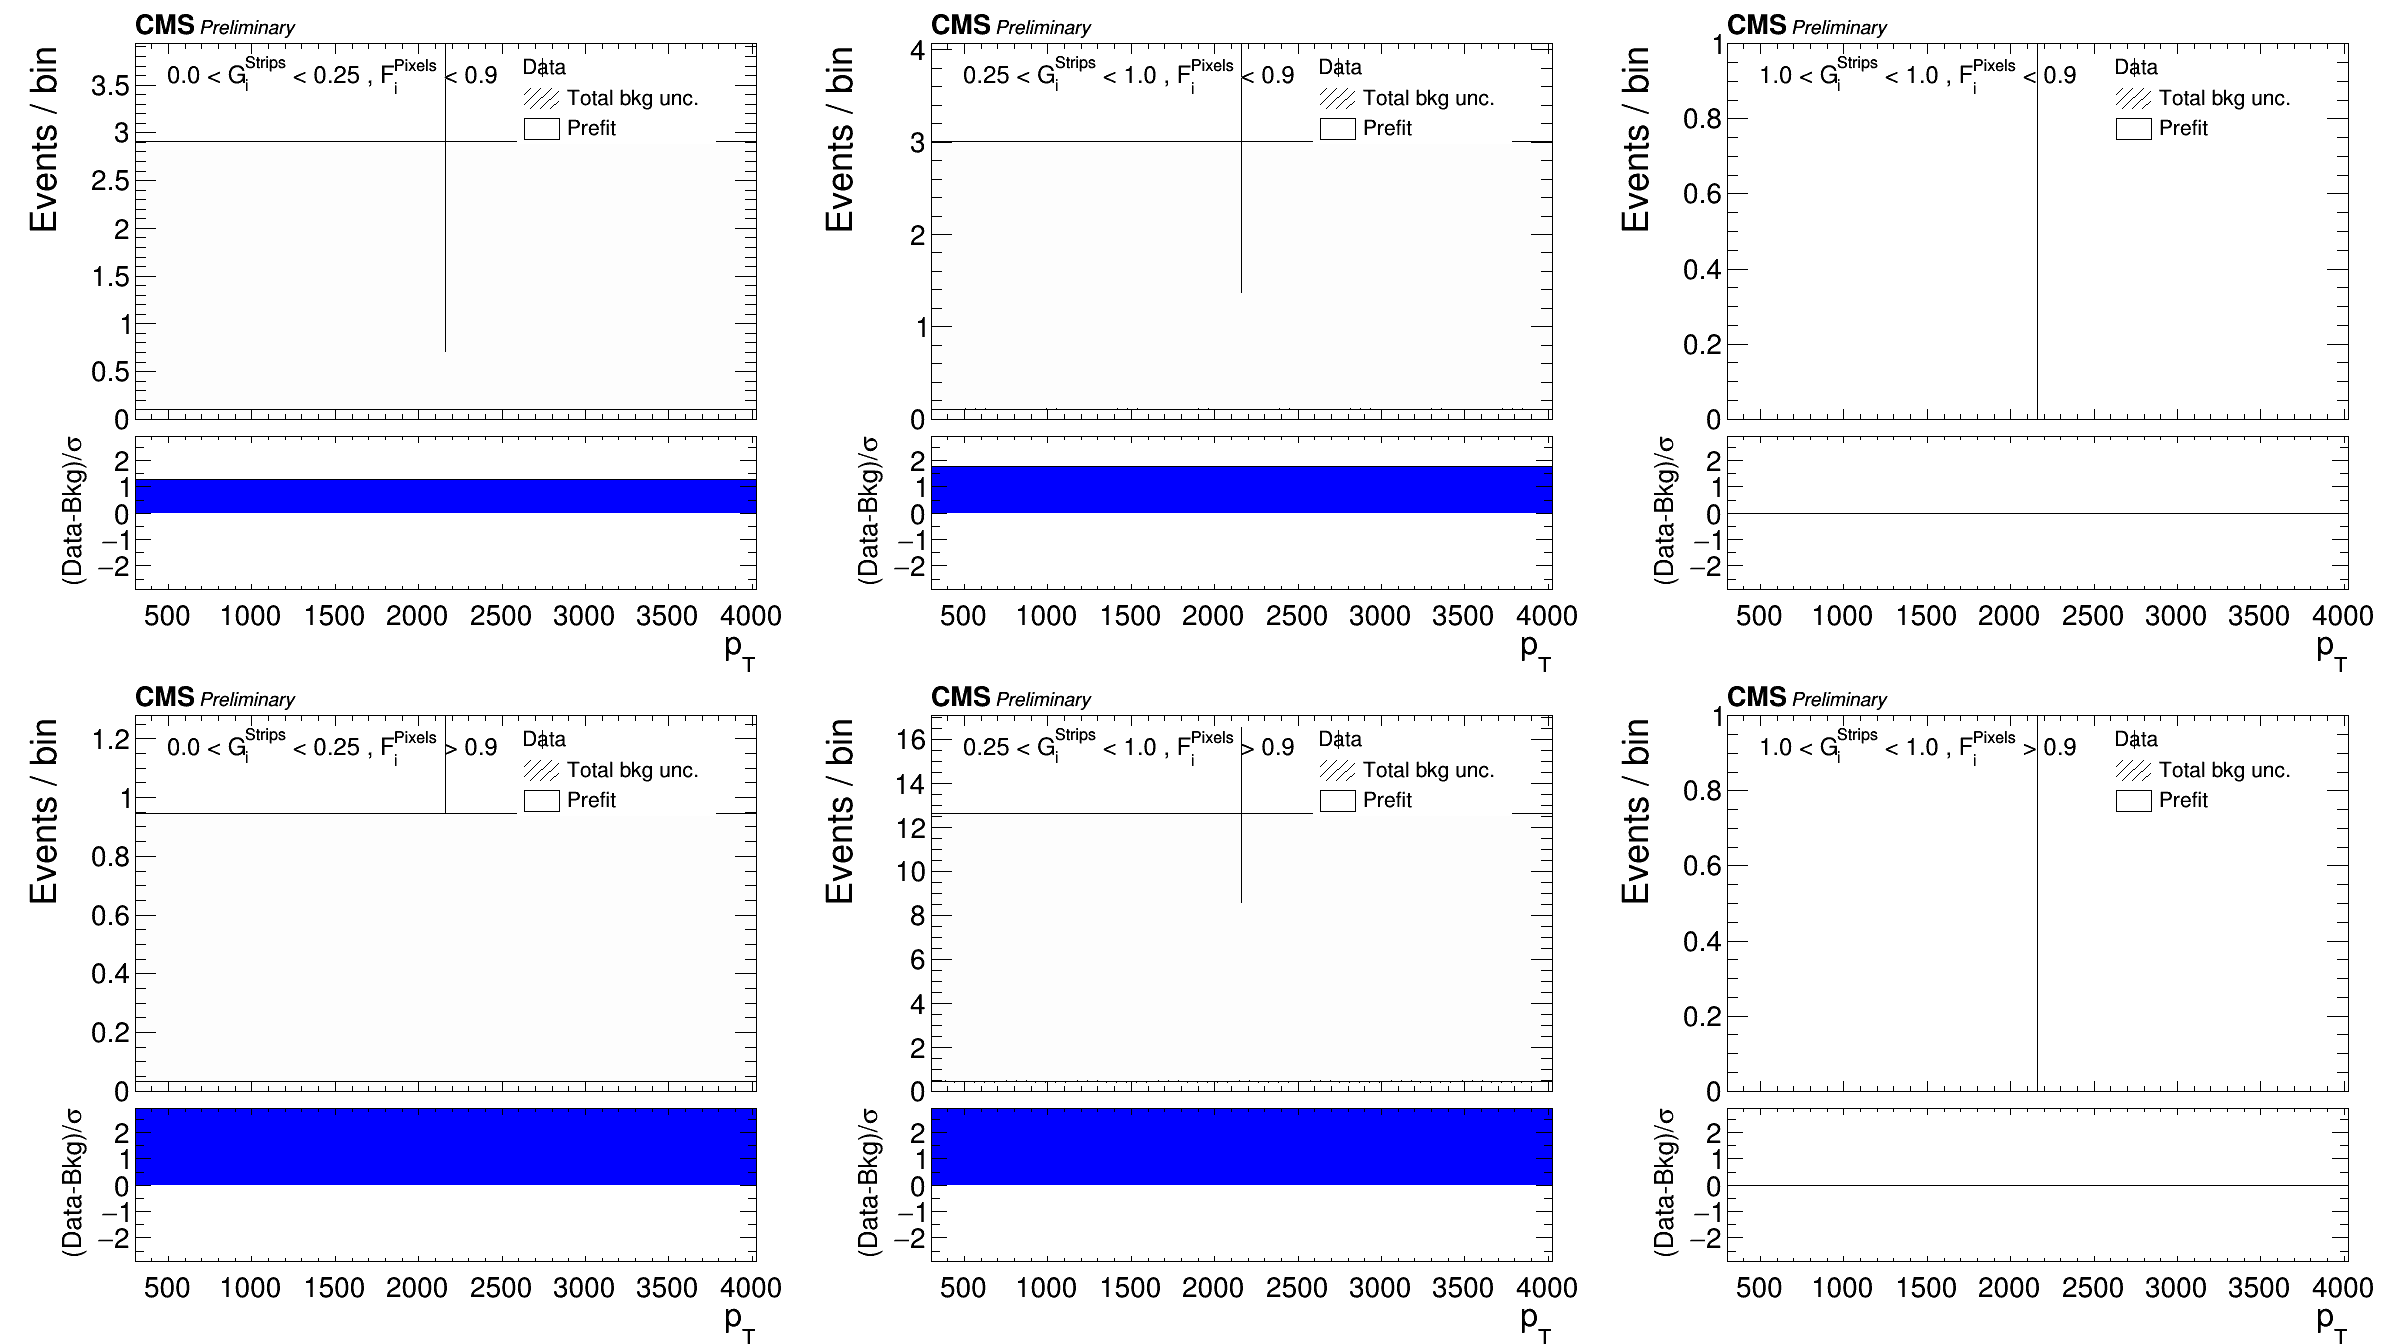 CMS Preliminary
Events / bin
0.0 < G_i^Strips < 0.25 , F_i^Pixels < 0.9
Data
Total bkg unc.
Prefit
3.5
3
2.5
2
1.5
1
0.5
0
(Data-Bkg)/σ
2
1
0
−1
−2
500 1000 1500 2000 2500 3000 3500 4000
p_T
CMS Preliminary
Events / bin
0.25 < G_i^Strips < 1.0 , F_i^Pixels < 0.9
Data
Total bkg unc.
Prefit
4
3
2
1
0
(Data-Bkg)/σ
2
1
0
−1
−2
500 1000 1500 2000 2500 3000 3500 4000
p_T
CMS Preliminary
Events / bin
1.0 < G_i^Strips < 1.0 , F_i^Pixels < 0.9
Data
Total bkg unc.
Prefit
1
0.8
0.6
0.4
0.2
0
(Data-Bkg)/σ
2
1
0
−1
−2
500 1000 1500 2000 2500 3000 3500 4000
p_T
CMS Preliminary
Events / bin
0.0 < G_i^Strips < 0.25 , F_i^Pixels > 0.9
Data
Total bkg unc.
Prefit
1.2
1
0.8
0.6
0.4
0.2
0
(Data-Bkg)/σ
2
1
0
−1
−2
500 1000 1500 2000 2500 3000 3500 4000
p_T
CMS Preliminary
Events / bin
0.25 < G_i^Strips < 1.0 , F_i^Pixels > 0.9
Data
Total bkg unc.
Prefit
16
14
12
10
8
6
4
2
0
(Data-Bkg)/σ
2
1
0
−1
−2
500 1000 1500 2000 2500 3000 3500 4000
p_T
CMS Preliminary
Events / bin
1.0 < G_i^Strips < 1.0 , F_i^Pixels > 0.9
Data
Total bkg unc.
Prefit
1
0.8
0.6
0.4
0.2
0
(Data-Bkg)/σ
2
1
0
−1
−2
500 1000 1500 2000 2500 3000 3500 4000
p_T